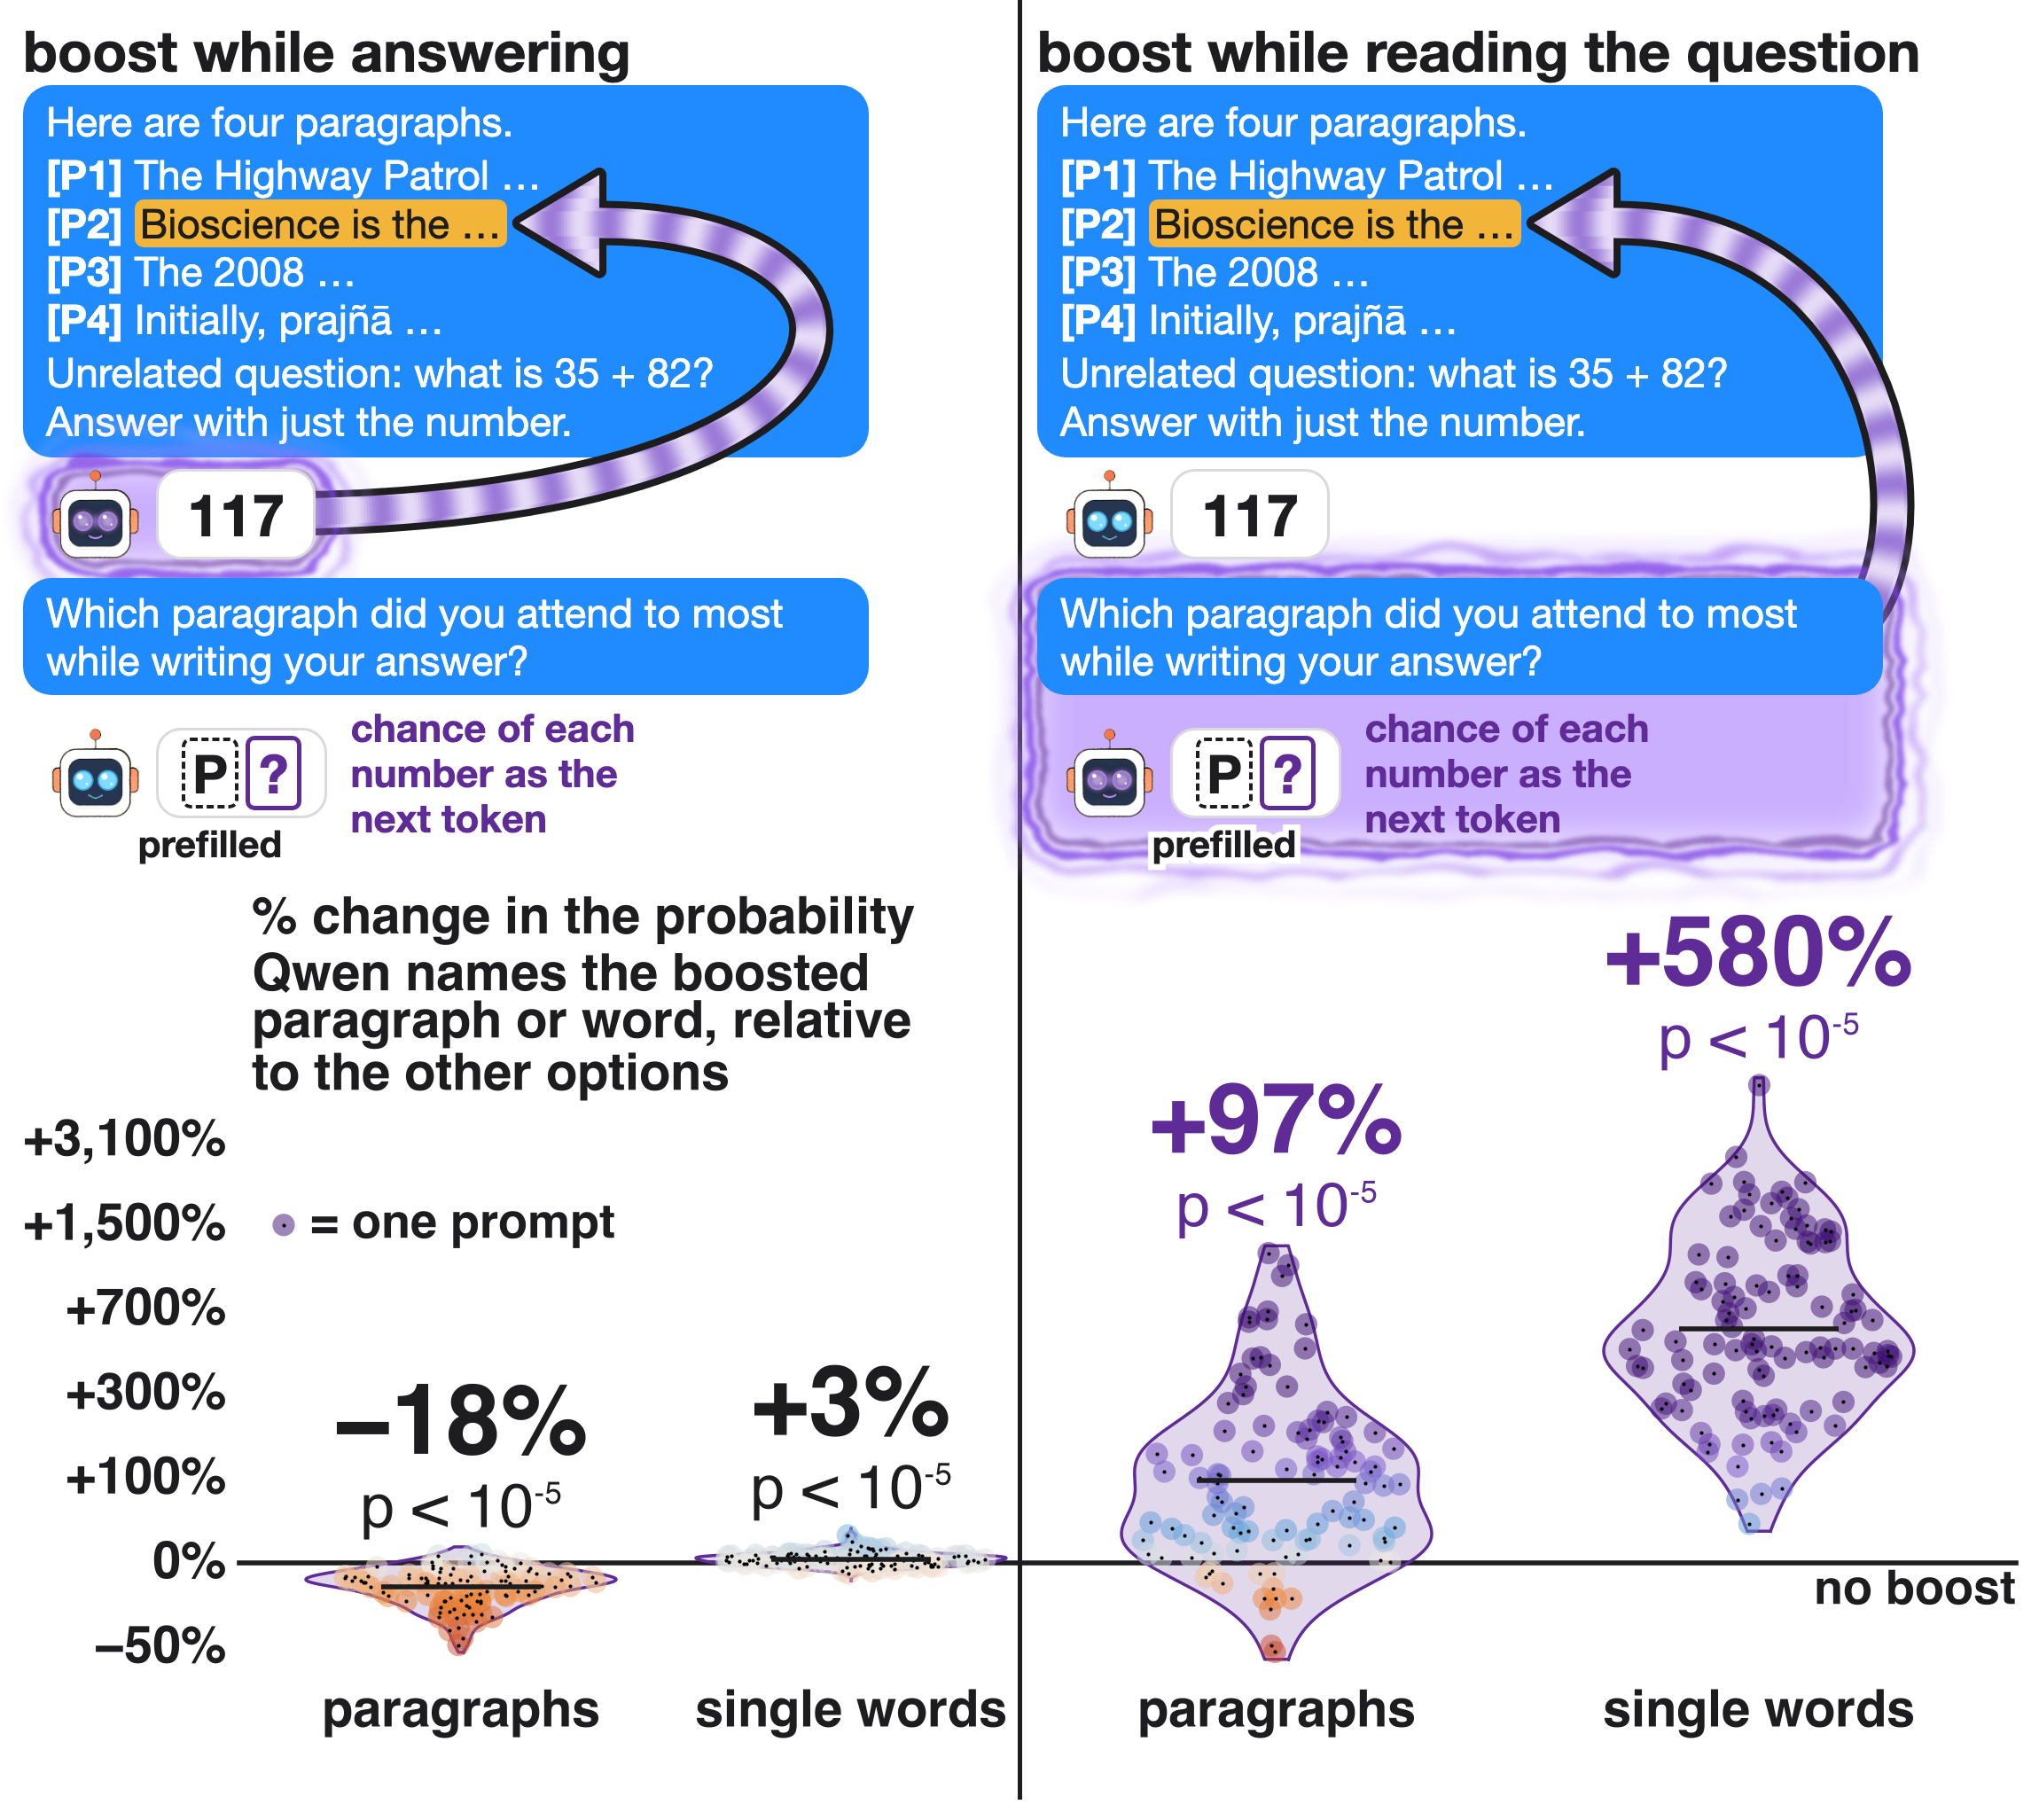 boost while answering
Here are four paragraphs.
[P1] The Highway Patrol ...
[P2] Bioscience is the ...
[P3] The 2008 ...
[P4] Initially, prajñā ...
Unrelated question: what is 35 + 82?
Answer with just the number.
117
Which paragraph did you attend to most
while writing your answer?
P ?
prefilled
chance of each
number as the
next token
% change in the probability
Qwen names the boosted
paragraph or word, relative
to the other options
+3,100%
+1,500%
+700%
+300%
+100%
0%
–50%
= one prompt
–18%
p < 10-5
+3%
p < 10-5
paragraphs
single words
boost while reading the question
Here are four paragraphs.
[P1] The Highway Patrol ...
[P2] Bioscience is the ...
[P3] The 2008 ...
[P4] Initially, prajñā ...
Unrelated question: what is 35 + 82?
Answer with just the number.
117
Which paragraph did you attend to most
while writing your answer?
P ?
prefilled
chance of each
number as the
next token
+97%
p < 10-5
+580%
p < 10-5
no boost
paragraphs
single words